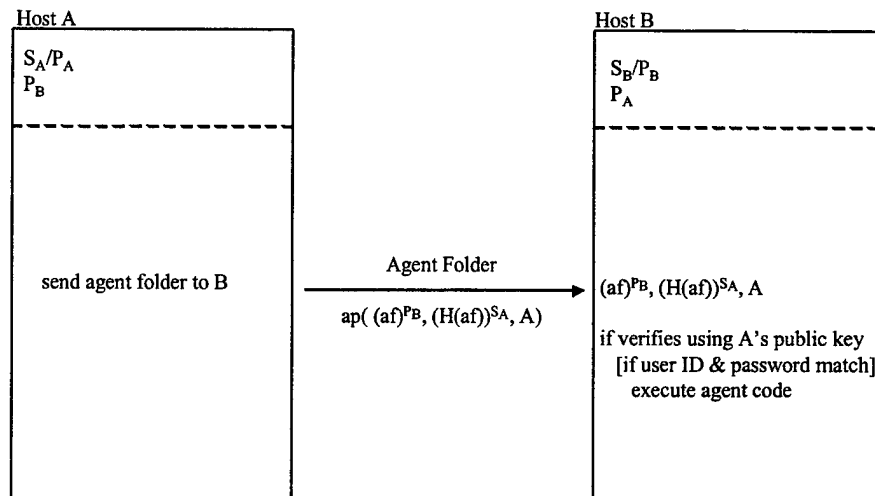 Host A
S_A/P_A
P_B
send agent folder to B
Agent Folder
ap( (af)^PB, (H(af))^SA, A)
Host B
S_B/P_B
P_A
(af)^PB, (H(af))^SA, A
if verifies using A's public key
[if user ID & password match]
execute agent code